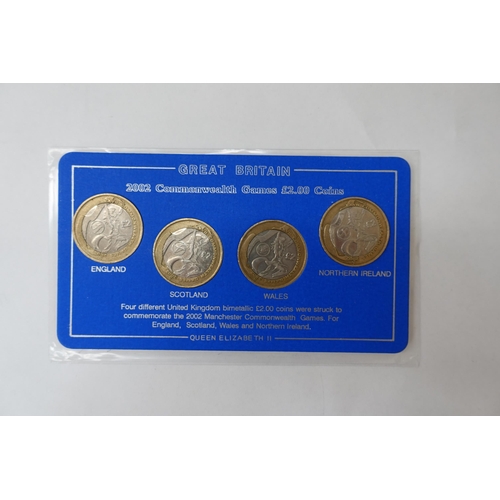 GREAT BRITAIN
2002 Commonwealth Games £2.00 Coins
ENGLAND
SCOTLAND
WALES
NORTHERN IRELAND
Four different United Kingdom bimetallic £2.00 coins were struck to
commemorate the 2002 Manchester Commonwealth Games. For
England, Scotland, Wales and Northern Ireland.
QUEEN ELIZABETH II